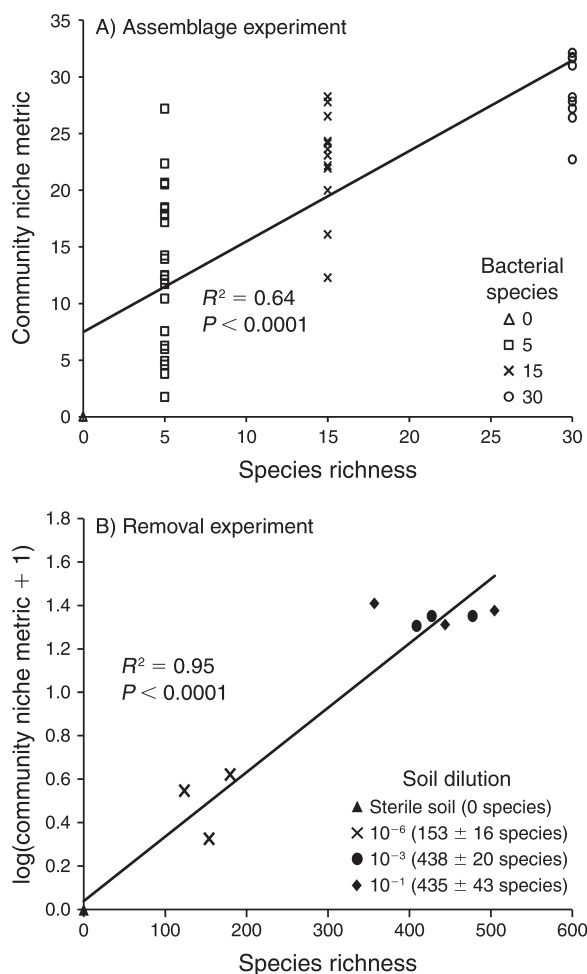 A) Assemblage experiment
Community niche metric
35
30
25
20
15
10
5
0
R² = 0.64
P < 0.0001
Bacterial
species
0
5
15
30
0 5 10 15 20 25 30
Species richness
B) Removal experiment
log(community niche metric + 1)
1.8
1.6
1.4
1.2
1.0
0.8
0.6
0.4
0.2
0.0
R² = 0.95
P < 0.0001
Soil dilution
Sterile soil (0 species)
10⁻⁶ (153 ± 16 species)
10⁻³ (438 ± 20 species)
10⁻¹ (435 ± 43 species)
0 100 200 300 400 500 600
Species richness